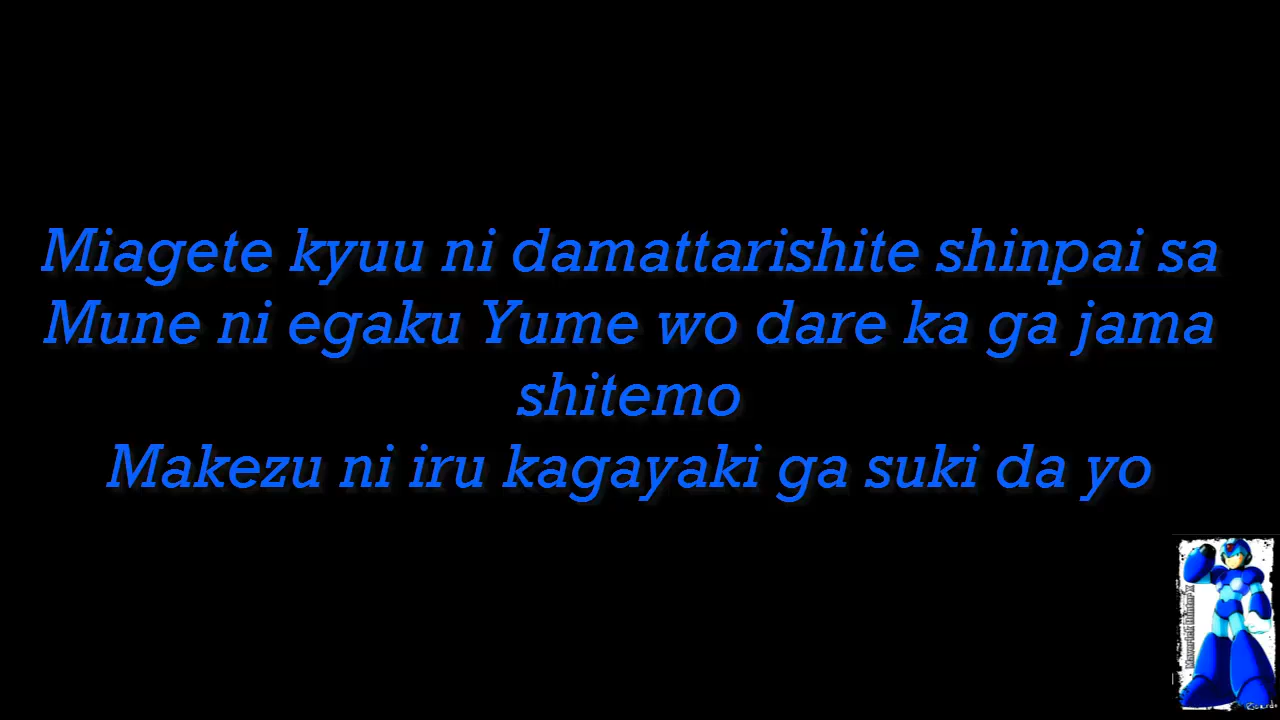 Miagete kyuu ni damattarishite shinpai sa
Mune ni egaku Yume wo dare ka ga jama
shitemo
Makezu ni iru kagayaki ga suki da yo